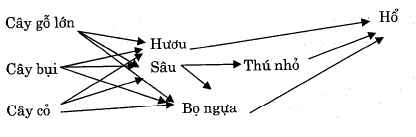 Cây gỗ lớn
Hổ
Hươu
Cây bụi
Sâu
Thú nhỏ
Cây cỏ
Bọ ngựa